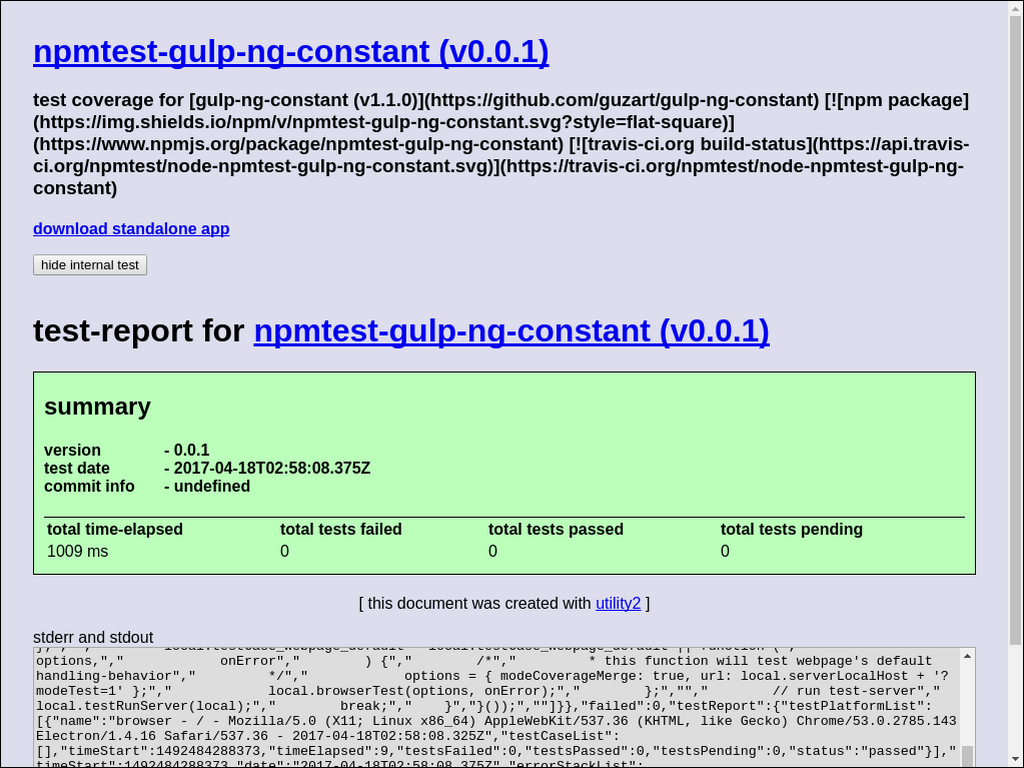 npmtest-gulp-ng-constant (v0.0.1)
test coverage for [gulp-ng-constant (v1.1.0)](https://github.com/guzart/gulp-ng-constant) [![npm package]
(https://img.shields.io/npm/v/npmtest-gulp-ng-constant.svg?style=flat-square)]
(https://www.npmjs.org/package/npmtest-gulp-ng-constant) [![travis-ci.org build-status](https://api.travis-
ci.org/npmtest/node-npmtest-gulp-ng-constant.svg)](https://travis-ci.org/npmtest/node-npmtest-gulp-ng-
constant)
download standalone app
hide internal test
test-report for npmtest-gulp-ng-constant (v0.0.1)
summary
version - 0.0.1
test date - 2017-04-18T02:58:08.375Z
commit info - undefined
total time-elapsed total tests failed total tests passed total tests pending
1009 ms 0 0 0
[ this document was created with utility2 ]
stderr and stdout
options,","            onError","        ) {","        /*","         * this function will test webpage's default
handling-behavior","         */","            options = { modeCoverageMerge: true, url: local.serverLocalHost + '?
modeTest=1' };","            local.browserTest(options, onError);","        };","","        // run test-server","
local.testRunServer(local);","        break;","    }","}());",""]}},"failed":0,"testReport":{"testPlatformList":
[{"name":"browser - / - Mozilla/5.0 (X11; Linux x86_64) AppleWebKit/537.36 (KHTML, like Gecko) Chrome/53.0.2785.143
Electron/1.4.16 Safari/537.36 - 2017-04-18T02:58:08.325Z","testCaseList":
[],"timeStart":1492484288373,"timeElapsed":9,"testsFailed":0,"testsPassed":0,"testsPending":0,"status":"passed"}],"
timeStart":1492484288373,"date":"2017-04-18T02:58:08.375Z","errorStackList":